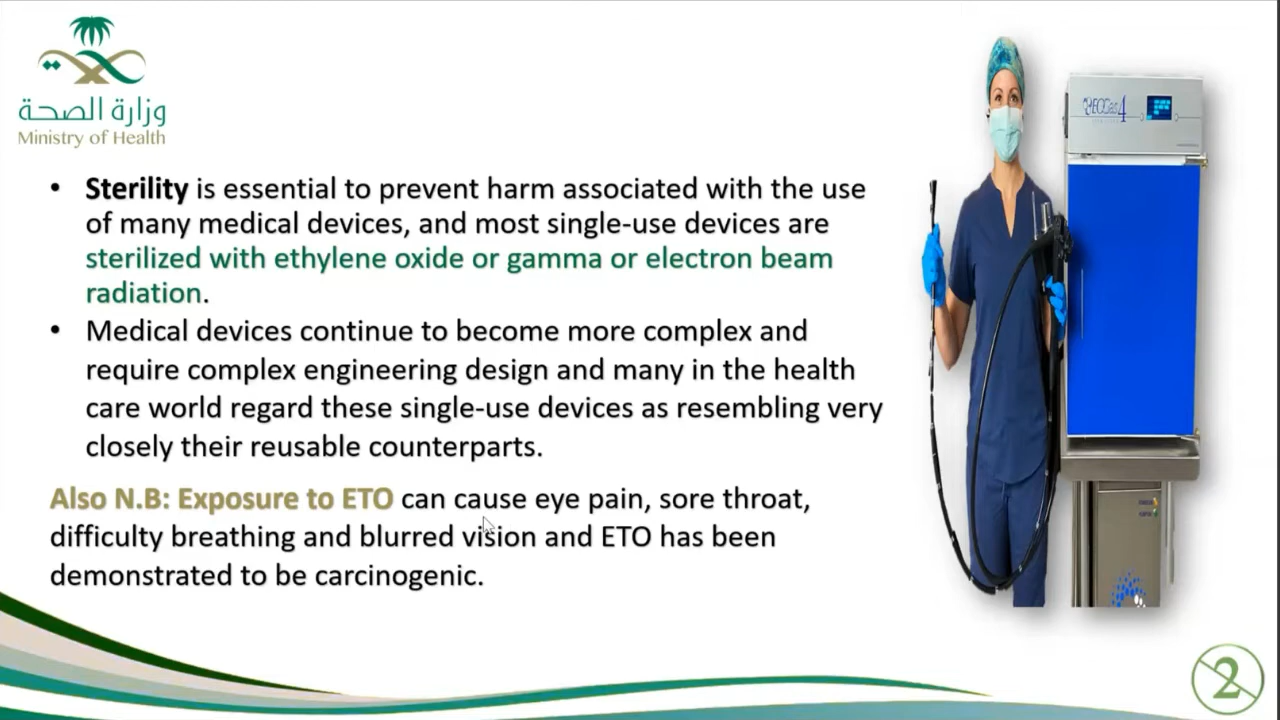 وزارة الصحة
Ministry of Health
• Sterility is essential to prevent harm associated with the use
of many medical devices, and most single-use devices are
sterilized with ethylene oxide or gamma or electron beam
radiation.
• Medical devices continue to become more complex and
require complex engineering design and many in the health
care world regard these single-use devices as resembling very
closely their reusable counterparts.
Also N.B: Exposure to ETO can cause eye pain, sore throat,
difficulty breathing and blurred vision and ETO has been
demonstrated to be carcinogenic.
2